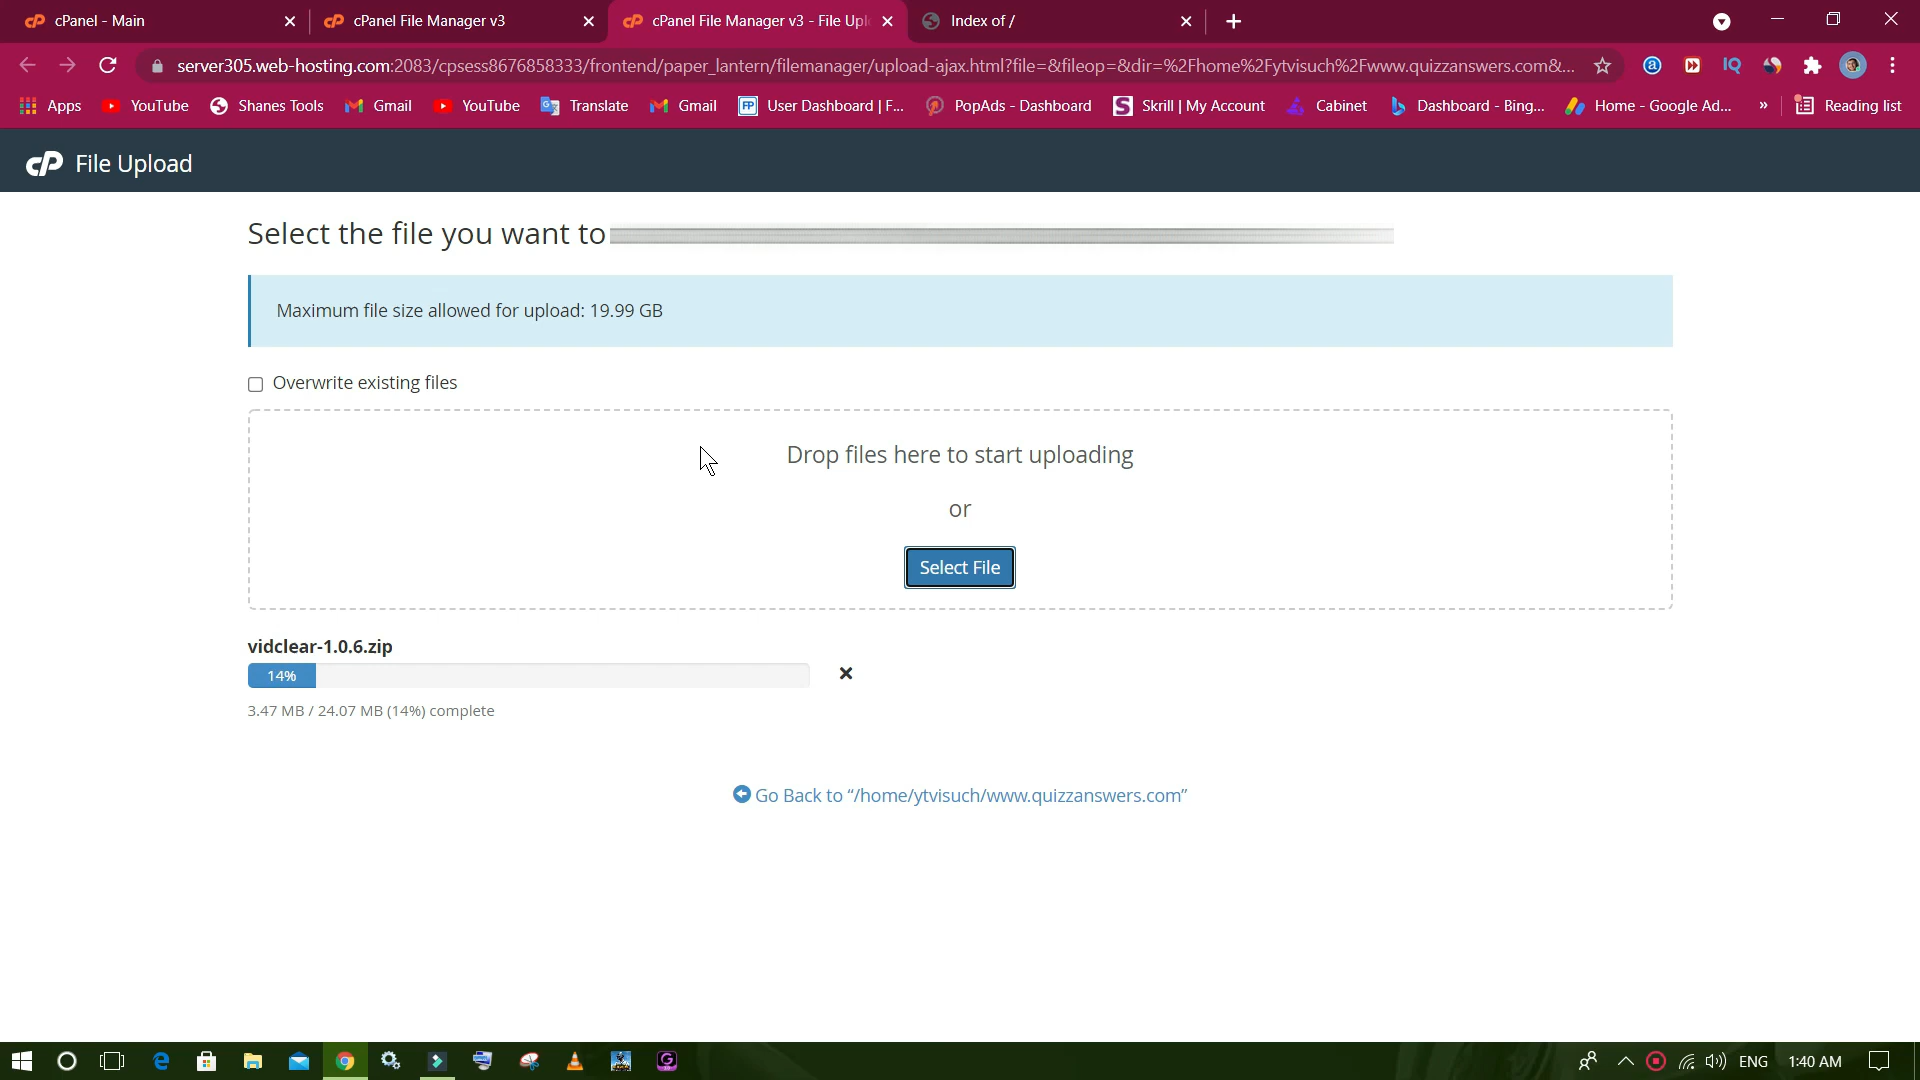 cPanel - Main
cPanel File Manager v3
cPanel File Manager v3 - File Upl
Index of /
server305.web-hosting.com:2083/cpsess8676858333/frontend/paper_lantern/filemanager/upload-ajax.html?file=&fileop=&dir=%2Fhome%2Fytvisuch%2Fwww.quizzanswers.com&...
Apps
YouTube
Shanes Tools
Gmail
YouTube
Translate
Gmail
User Dashboard | F...
PopAds - Dashboard
Skrill | My Account
Cabinet
Dashboard - Bing...
Home - Google Ad...
»
Reading list
cP File Upload
Select the file you want to
Maximum file size allowed for upload: 19.99 GB
Overwrite existing files
Drop files here to start uploading
or
Select File
vidclear-1.0.6.zip
14%
3.47 MB / 24.07 MB (14%) complete
Go Back to “/home/ytvisuch/www.quizzanswers.com”
ENG
1:40 AM